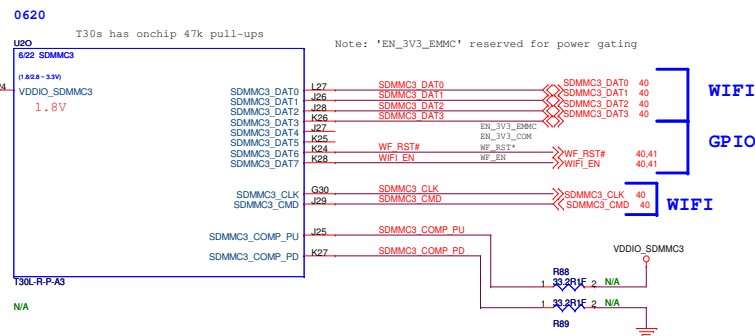 0620
T30s has onchip 47k pull-ups
Note: 'EN_3V3_EMMC' reserved for power gating
U2O
6/22 SDMMC3
(1.8/2.8 ~ 3.3V)
24
VDDIO_SDMMC3
1.8V
SDMMC3_DAT0 L27 SDMMC3_DAT0 SDMMC3_DAT0 40
SDMMC3_DAT1 J26 SDMMC3_DAT1 SDMMC3_DAT1 40
SDMMC3_DAT2 J28 SDMMC3_DAT2 SDMMC3_DAT2 40
SDMMC3_DAT3 K26 SDMMC3_DAT3 SDMMC3_DAT3 40
WIFI
SDMMC3_DAT4 J27 EN_3V3_EMMC
SDMMC3_DAT5 K25 EN_3V3_COM
SDMMC3_DAT6 K24 WF_RST# WF_RST* WF_RST# 40,41
SDMMC3_DAT7 K28 WIFI_EN WF_EN WIFI_EN 40,41
GPIO
SDMMC3_CLK G30 SDMMC3_CLK SDMMC3_CLK 40
SDMMC3_CMD J29 SDMMC3_CMD SDMMC3_CMD 40
WIFI
SDMMC3_COMP_PU J25 SDMMC3_COMP_PU
SDMMC3_COMP_PD K27 SDMMC3_COMP_PD
VDDIO_SDMMC3
R88
1 33.2R1F 2 N/A
1 33.2R1F 2 N/A
R89
T30L-R-P-A3
N/A